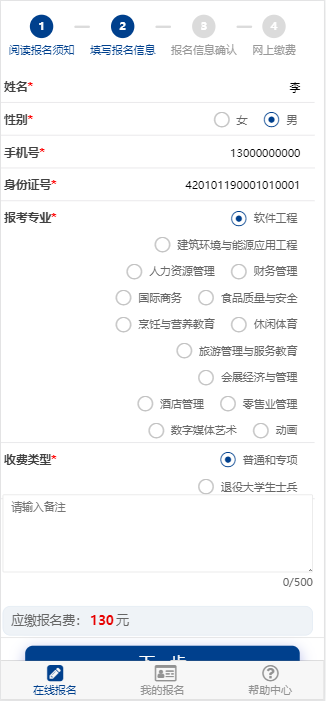 1 2 3 4
阅读报名须知 填写报名信息 报名信息确认 网上缴费
姓名* 李
性别* 女 男
手机号* 13000000000
身份证号* 420101190001010001
报考专业* 软件工程
建筑环境与能源应用工程
人力资源管理 财务管理
国际商务 食品质量与安全
烹饪与营养教育 休闲体育
旅游管理与服务教育
会展经济与管理
酒店管理 零售业管理
数字媒体艺术 动画
收费类型* 普通和专项
退役大学生士兵
请输入备注
0/500
应缴报名费： 130 元
下一步
在线报名 我的报名 帮助中心